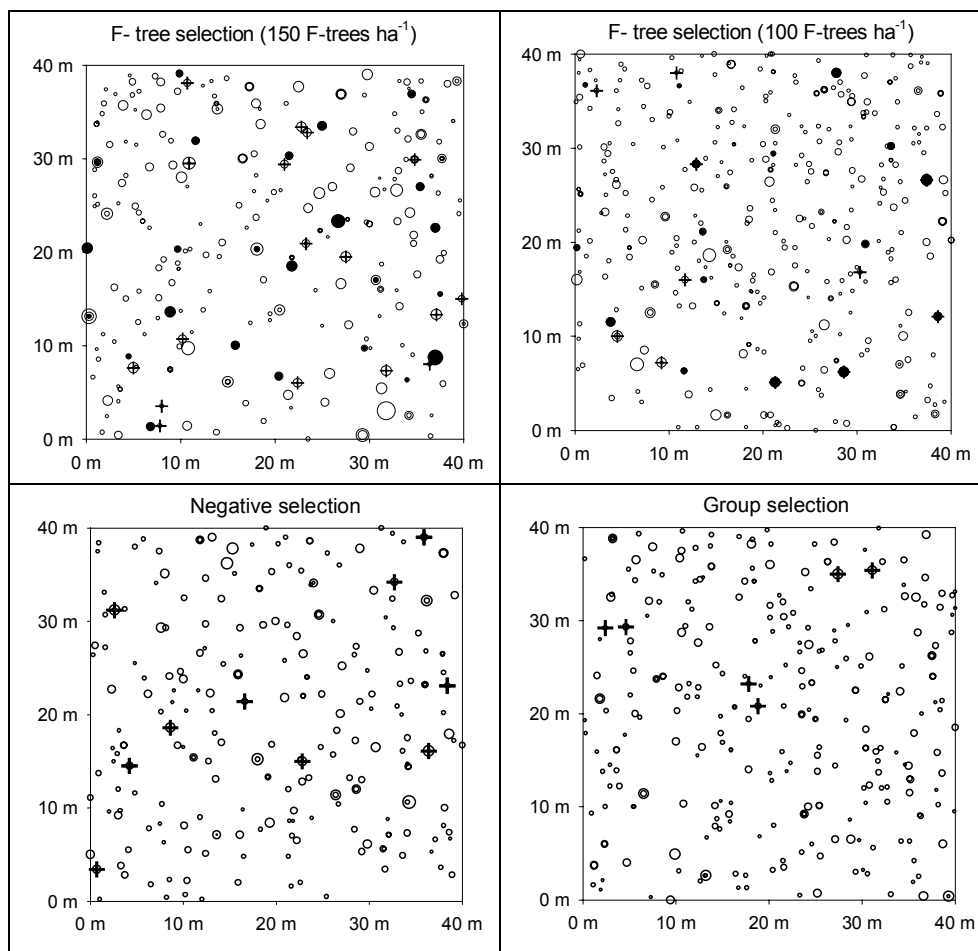 F- tree selection (150 F-trees ha-1)
40 m
30 m
20 m
10 m
0 m
0 m 10 m 20 m 30 m 40 m
F- tree selection (100 F-trees ha-1)
40 m
30 m
20 m
10 m
0 m
0 m 10 m 20 m 30 m 40 m
Negative selection
40 m
30 m
20 m
10 m
0 m
0 m 10 m 20 m 30 m 40 m
Group selection
40 m
30 m
20 m
10 m
0 m
0 m 10 m 20 m 30 m 40 m